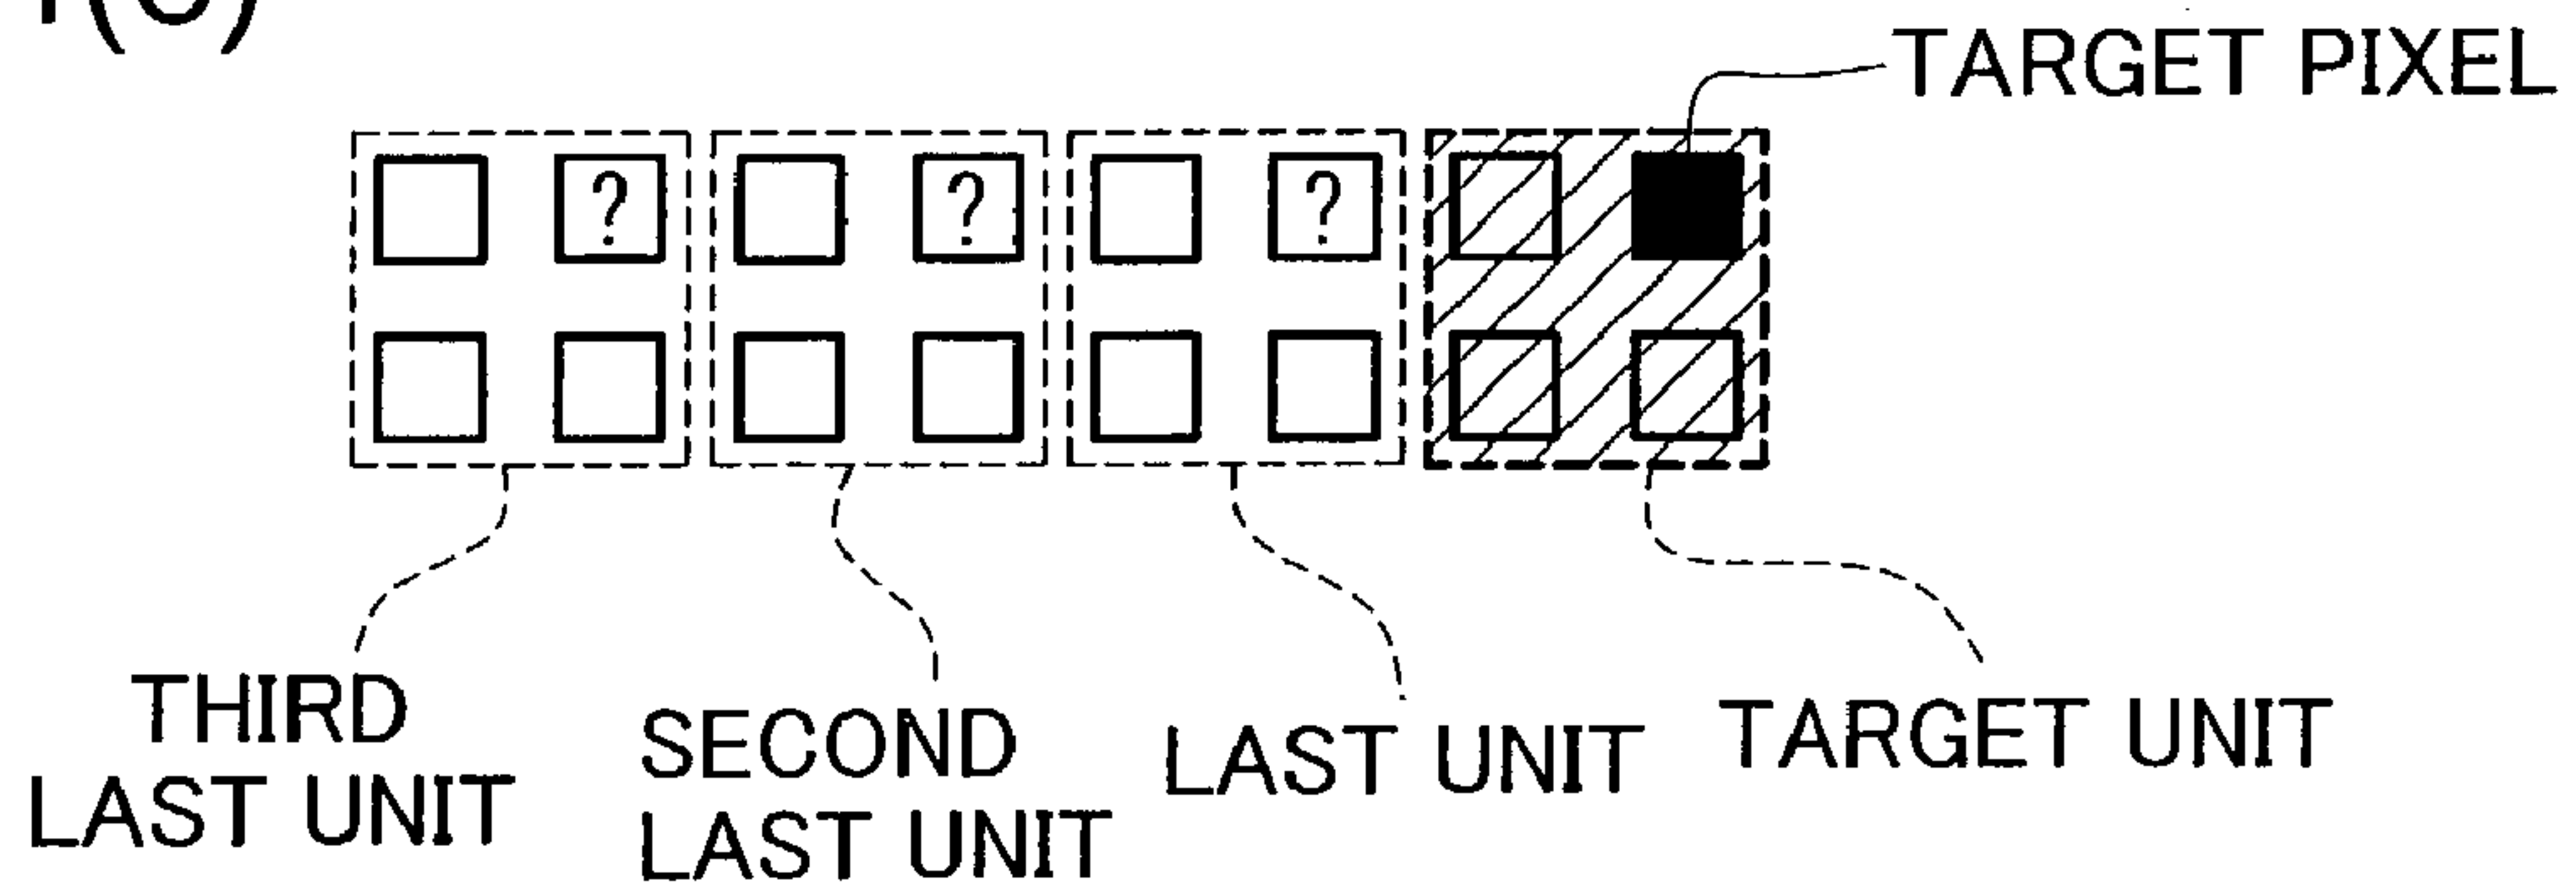 TARGET PIXEL
? ? ?
THIRD
LAST UNIT
SECOND
LAST UNIT
LAST UNIT
TARGET UNIT